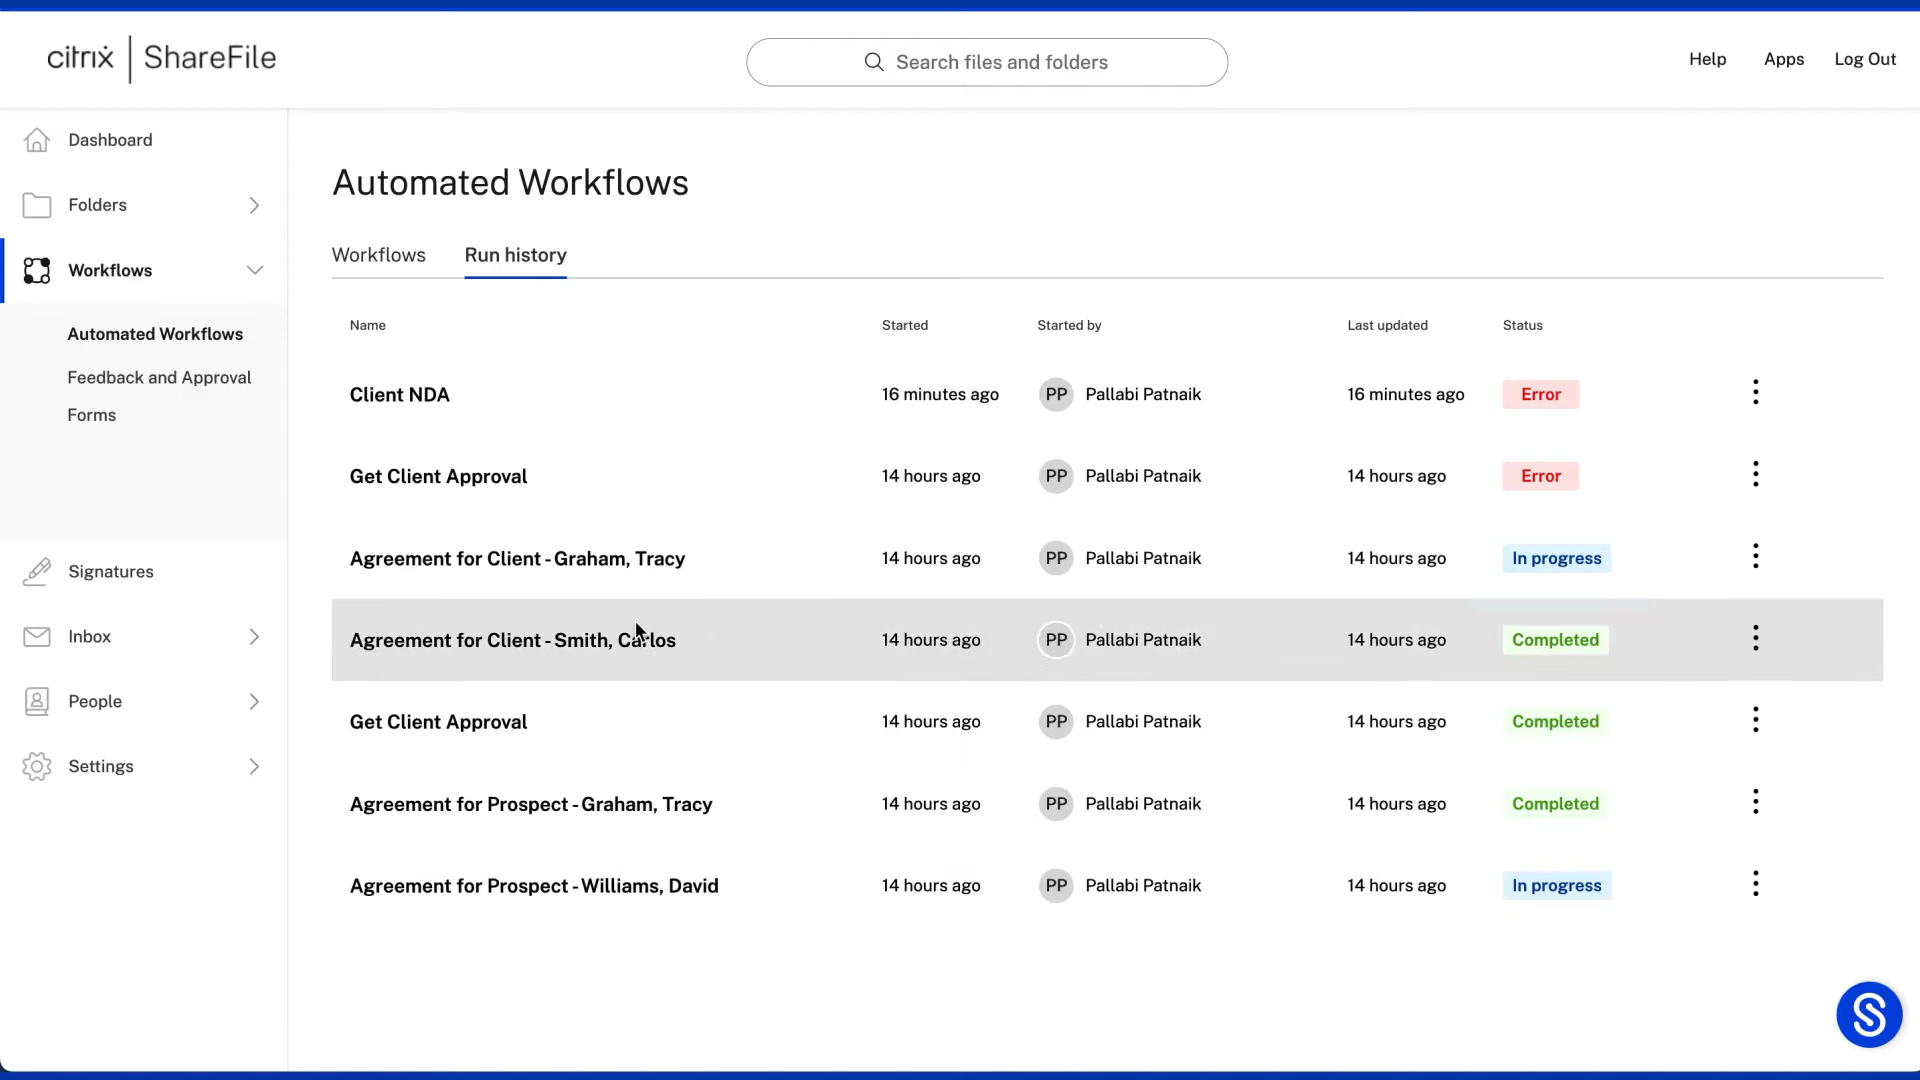 citrix | ShareFile
Search files and folders
Help Apps Log Out
Dashboard
Folders
Workflows
Automated Workflows
Feedback and Approval
Forms
Signatures
Inbox
People
Settings
Automated Workflows
Workflows Run history
Name Started Started by Last updated Status
Client NDA 16 minutes ago PP Pallabi Patnaik 16 minutes ago Error
Get Client Approval 14 hours ago PP Pallabi Patnaik 14 hours ago Error
Agreement for Client - Graham, Tracy 14 hours ago PP Pallabi Patnaik 14 hours ago In progress
Agreement for Client - Smith, Carlos 14 hours ago PP Pallabi Patnaik 14 hours ago Completed
Get Client Approval 14 hours ago PP Pallabi Patnaik 14 hours ago Completed
Agreement for Prospect - Graham, Tracy 14 hours ago PP Pallabi Patnaik 14 hours ago Completed
Agreement for Prospect - Williams, David 14 hours ago PP Pallabi Patnaik 14 hours ago In progress